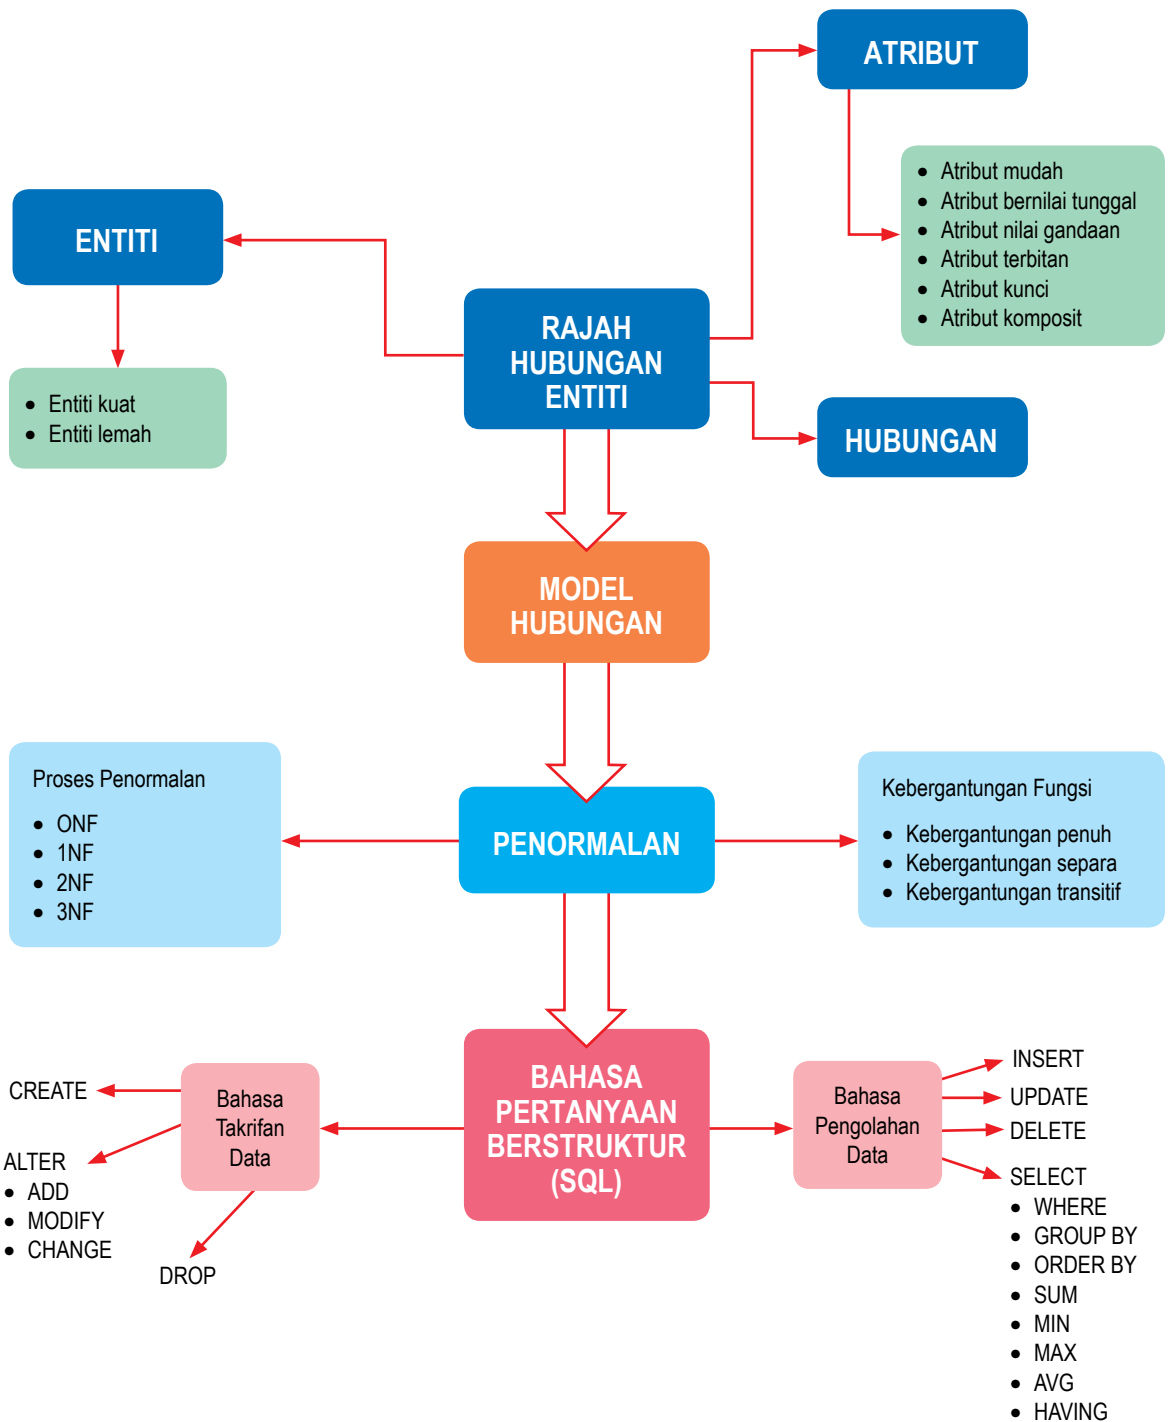 ATRIBUT
• Atribut mudah
• Atribut bernilai tunggal
• Atribut nilai gandaan
• Atribut terbitan
• Atribut kunci
• Atribut komposit
ENTITI
• Entiti kuat
• Entiti lemah
RAJAH
HUBUNGAN
ENTITI
HUBUNGAN
MODEL
HUBUNGAN
Proses Penormalan
• ONF
• 1NF
• 2NF
• 3NF
PENORMALAN
Kebergantungan Fungsi
• Kebergantungan penuh
• Kebergantungan separa
• Kebergantungan transitif
BAHASA
PERTANYAAN
BERSTRUKTUR
(SQL)
Bahasa
Takrifan
Data
CREATE
ALTER
• ADD
• MODIFY
• CHANGE
DROP
Bahasa
Pengolahan
Data
INSERT
UPDATE
DELETE
SELECT
• WHERE
• GROUP BY
• ORDER BY
• SUM
• MIN
• MAX
• AVG
• HAVING